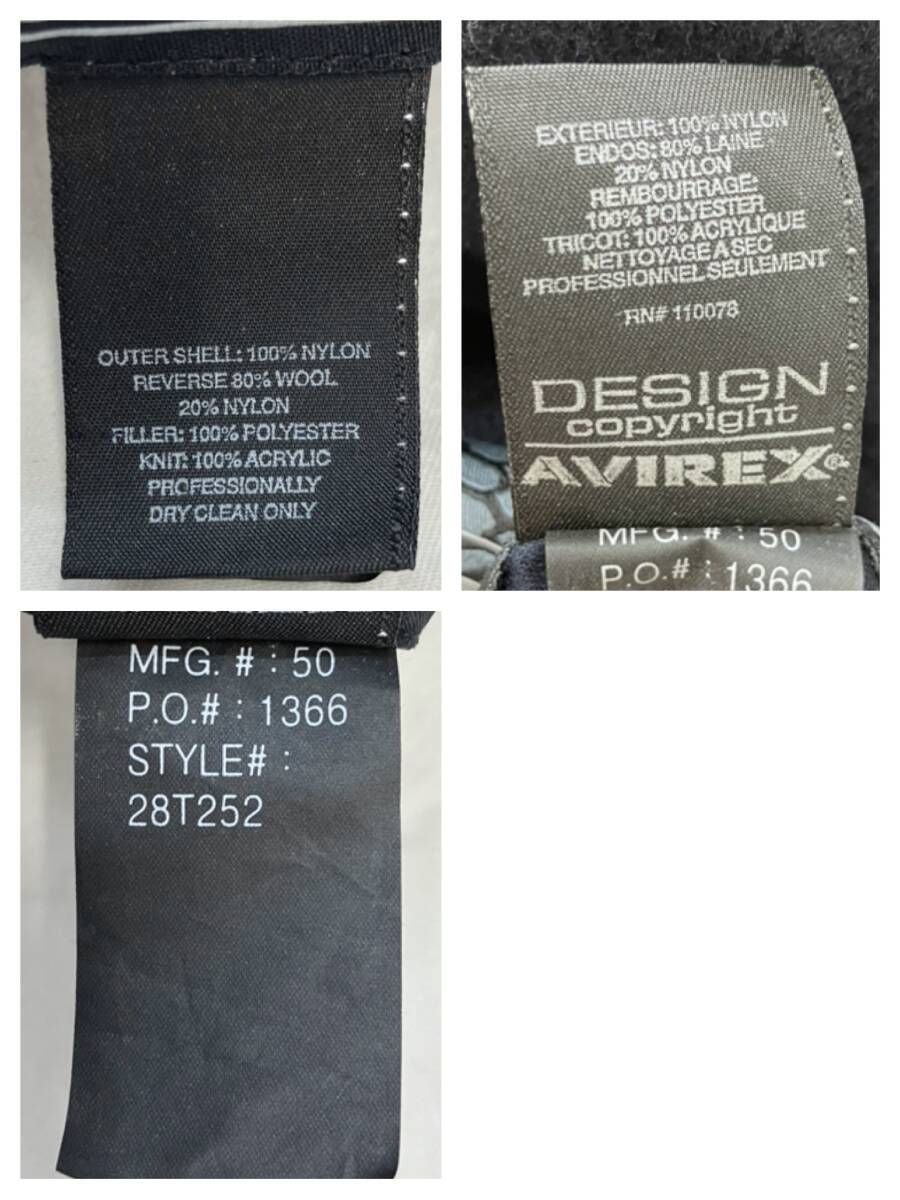 OUTER SHELL: 100% NYLON
REVERSE 80% WOOL
20% NYLON
FILLER: 100% POLYESTER
KNIT: 100% ACRYLIC
PROFESSIONALLY
DRY CLEAN ONLY
EXTERIEUR: 100% NYLON
ENDOS: 80% LAINE
20% NYLON
REMBOURRAGE:
100% POLYESTER
TRICOT: 100% ACRYLIQUE
NETTOYAGE A SEC
PROFESSIONNEL SEULEMENT
RN# 110078
DESIGN
copyright
AVIREX®
MFG. # : 50
P.O.# : 1366
MFG. # : 50
P.O.# : 1366
STYLE# :
28T252